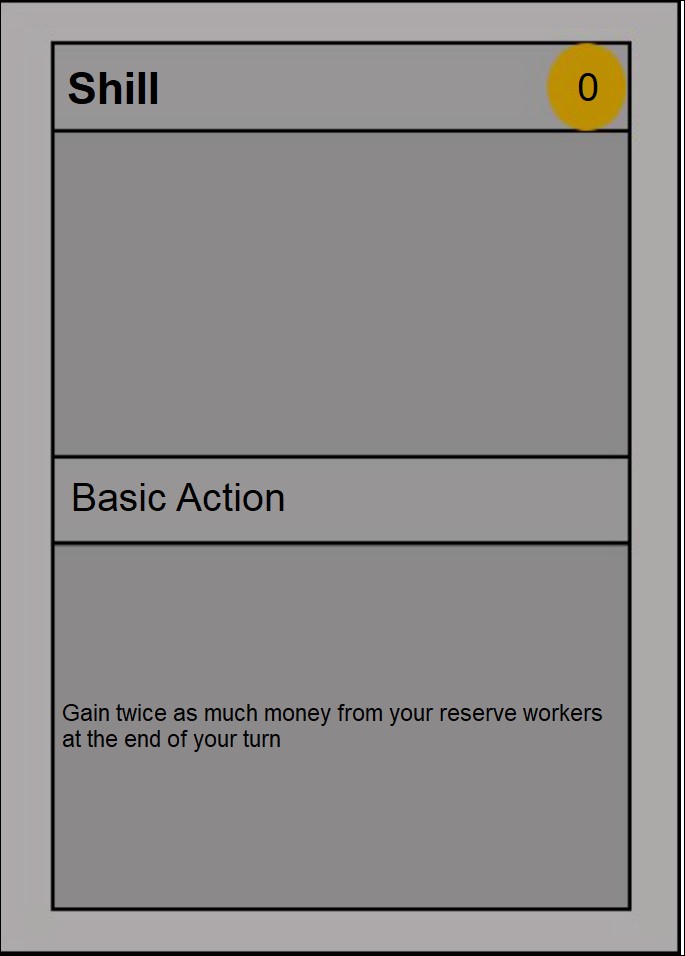 Shill
0
Basic Action
Gain twice as much money from your reserve workers
at the end of your turn